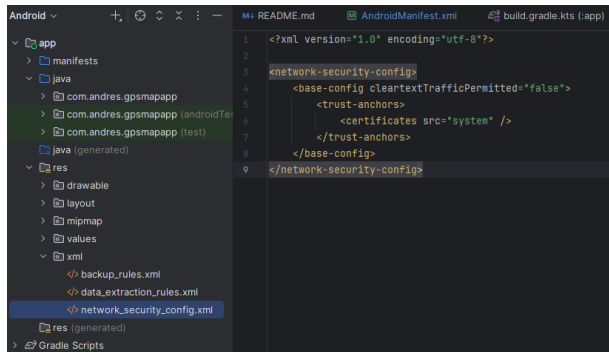 Android
app
manifests
java
com.andres.gpsmapapp
com.andres.gpsmapapp (androidTes
com.andres.gpsmapapp (test)
java (generated)
res
drawable
layout
mipmap
values
xml
backup_rules.xml
data_extraction_rules.xml
network_security_config.xml
res (generated)
Gradle Scripts
M↓ README.md
AndroidManifest.xml
build.gradle.kts (:app)
1 <?xml version="1.0" encoding="utf-8"?>
2
3 <network-security-config>
4 <base-config cleartextTrafficPermitted="false">
5 <trust-anchors>
6 <certificates src="system" />
7 </trust-anchors>
8 </base-config>
9 </network-security-config>